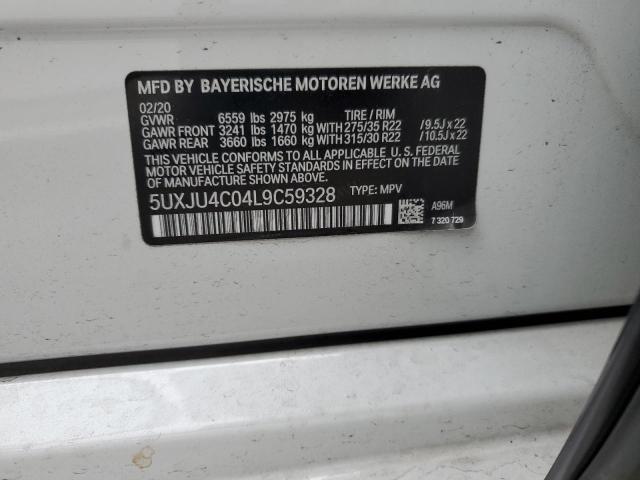 MFD BY BAYERISCHE MOTOREN WERKE AG
02/20
GVWR 6559 lbs 2975 kg TIRE / RIM
GAWR FRONT 3241 lbs 1470 kg WITH 275/35 R22 /9.5J x 22
GAWR REAR 3660 lbs 1660 kg WITH 315/30 R22 /10.5J x 22
THIS VEHICLE CONFORMS TO ALL APPLICABLE U. S. FEDERAL
MOTOR VEHICLE SAFETY STANDARDS IN EFFECT ON THE DATE
OF MANUFACTURE SHOWN ABOVE.
5UXJU4C04L9C59328 TYPE: MPV
A96M
7 320 729